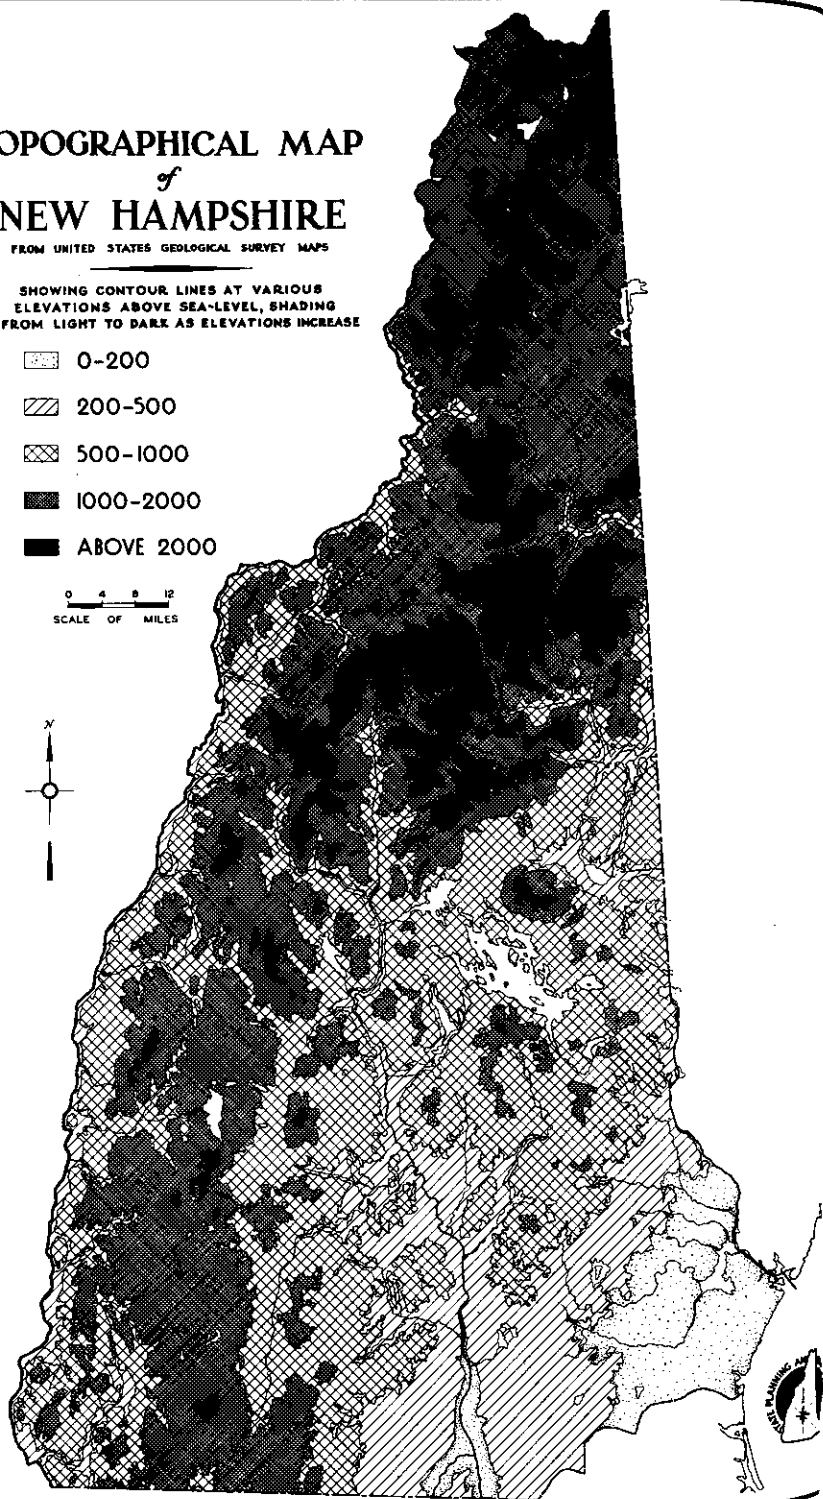 OPOGRAPHICAL MAP
of
NEW HAMPSHIRE
FROM UNITED STATES GEOLOGICAL SURVEY MAPS
SHOWING CONTOUR LINES AT VARIOUS
ELEVATIONS ABOVE SEA-LEVEL, SHADING
FROM LIGHT TO DARK AS ELEVATIONS INCREASE
0-200
200-500
500-1000
1000-2000
ABOVE 2000
0 4 8 12
SCALE OF MILES
N
PLANNING